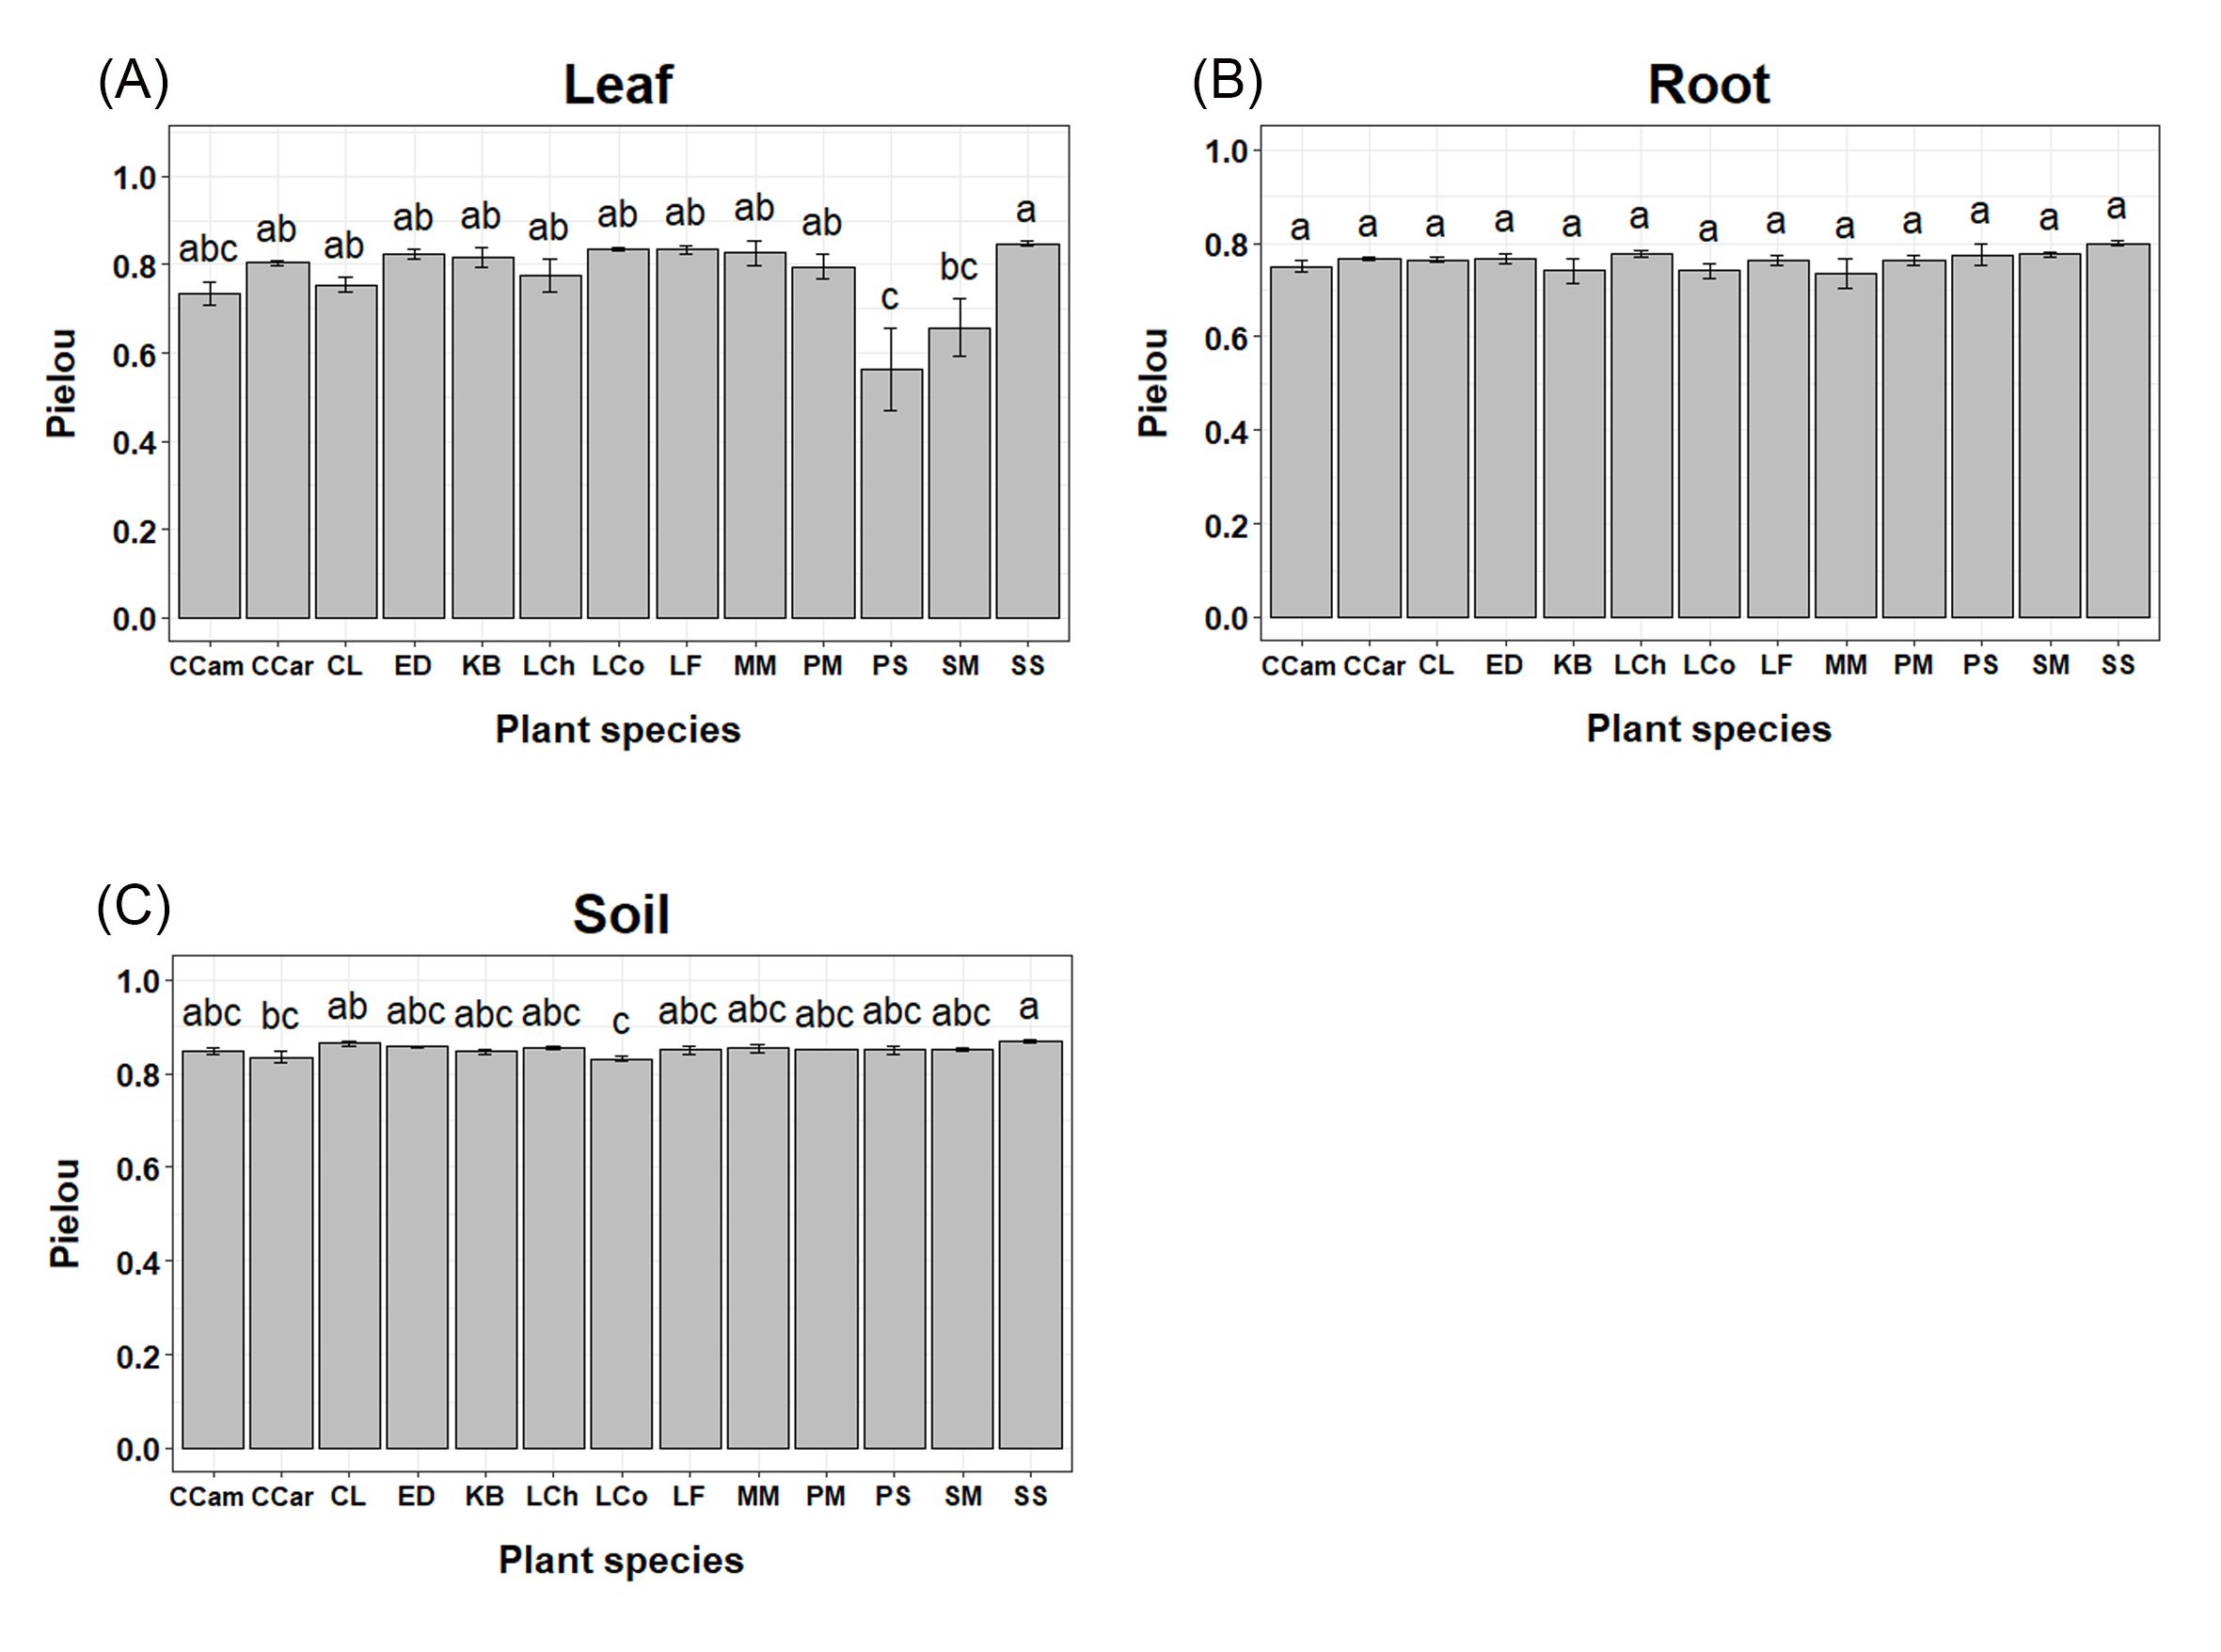 (A) Leaf
1.0
0.8
0.6
0.4
0.2
0.0
Pielou
abc ab ab ab ab ab ab ab ab ab c bc a
CCam CCar CL ED KB LCh LCo LF MM PM PS SM SS
Plant species
(B) Root
1.0
0.8
0.6
0.4
0.2
0.0
Pielou
a a a a a a a a a a a a a
CCam CCar CL ED KB LCh LCo LF MM PM PS SM SS
Plant species
(C) Soil
1.0
0.8
0.6
0.4
0.2
0.0
Pielou
abc bc ab abc abc abc c abc abc abc abc abc a
CCam CCar CL ED KB LCh LCo LF MM PM PS SM SS
Plant species